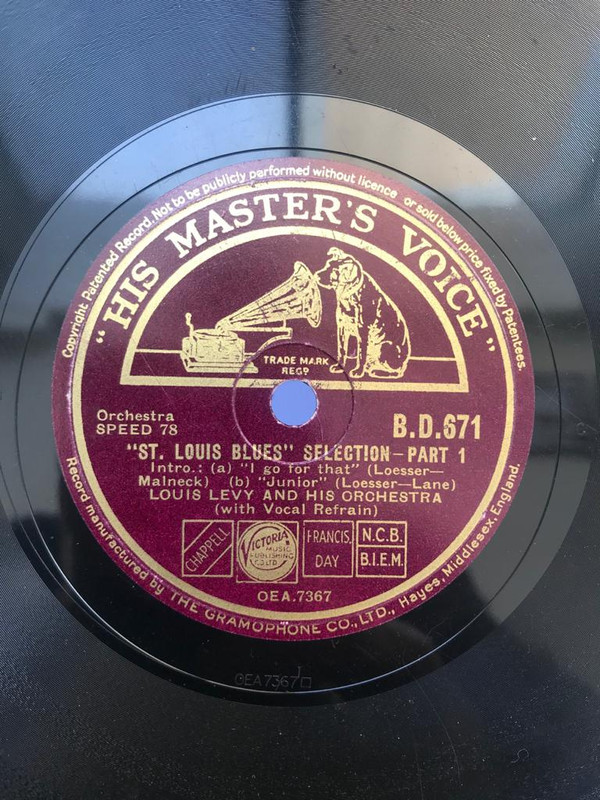 Copyright Patented Record. Not to be publicly performed without licence or sold below price fixed by Patentees.
"HIS MASTER'S VOICE"
TRADE MARK
REGD
Orchestra
SPEED 78
B.D.671
"ST. LOUIS BLUES" SELECTION—PART 1
Intro.: (a) "I go for that" (Loesser—
Malneck) (b) "Junior" (Loesser—Lane)
LOUIS LEVY AND HIS ORCHESTRA
(with Vocal Refrain)
CHAPPELL
VICTORIA
MUSIC
PUBLISHING
CO LTD
FRANCIS,
DAY
N.C.B.
B.I.E.M.
OEA.7367
Record manufactured by THE GRAMOPHONE CO., LTD., Hayes, Middlesex, England.
OEA7367